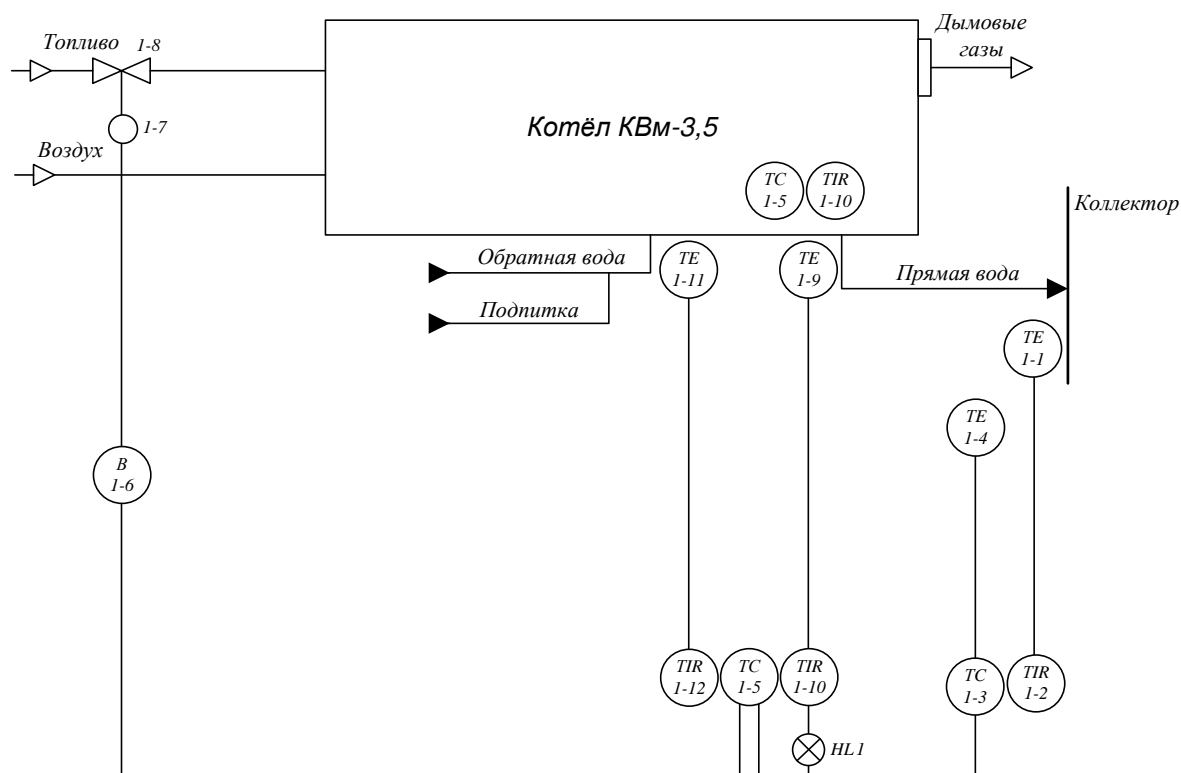 Топливо
1-8
Дымовые
газы
Котёл КВм-3,5
1-7
Воздух
TC
1-5
TIR
1-10
Коллектор
Обратная вода
TE
1-11
TE
1-9
Прямая вода
Подпитка
TE
1-1
TE
1-4
B
1-6
TIR
1-12
TC
1-5
TIR
1-10
TC
1-3
TIR
1-2
HL1